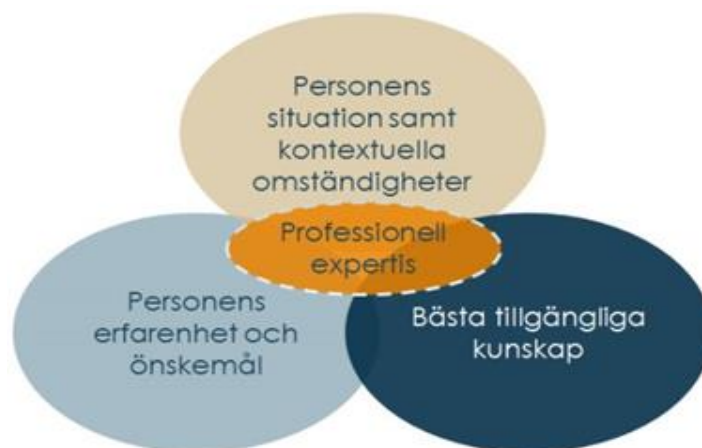 Personens
situation samt
kontextuella
omständigheter
Professionell
expertis
Personens
erfarenhet och
önskemål
Bästa tillgängliga
kunskap